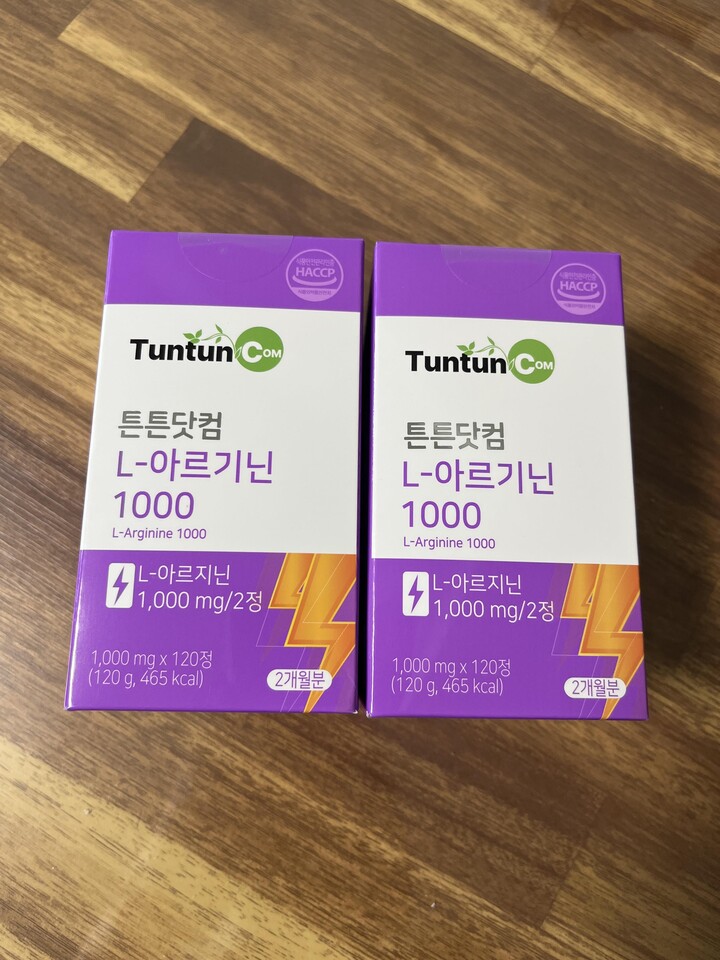 HACCP
Tuntun COM
튼튼닷컴
L-아르기닌
1000
L-Arginine 1000
L-아르지닌
1,000 mg/2정
1,000 mg x 120정
(120 g, 465 kcal)
2개월분
HACCP
Tuntun COM
튼튼닷컴
L-아르기닌
1000
L-Arginine 1000
L-아르지닌
1,000 mg/2정
1,000 mg x 120정
(120 g, 465 kcal)
2개월분